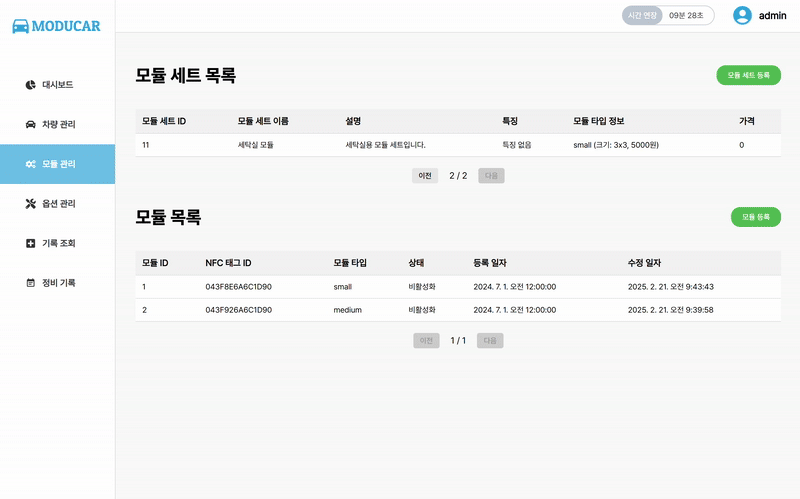 MODUCAR
시간 연장 09분 28초 admin
대시보드
차량 관리
모듈 관리
옵션 관리
기록 조회
정비 기록
모듈 세트 목록
모듈 세트 등록
모듈 세트 ID 모듈 세트 이름 설명 특징 모듈 타입 정보 가격
11 세탁실 모듈 세탁실용 모듈 세트입니다. 특징 없음 small (크기: 3x3, 5000원) 0
이전 2 / 2 다음
모듈 목록
모듈 등록
모듈 ID NFC 태그 ID 모듈 타입 상태 등록 일자 수정 일자
1 043F8E6A6C1D90 small 비활성화 2024. 7. 1. 오전 12:00:00 2025. 2. 21. 오전 9:43:43
2 043F926A6C1D90 medium 비활성화 2024. 7. 1. 오전 12:00:00 2025. 2. 21. 오전 9:39:58
이전 1 / 1 다음